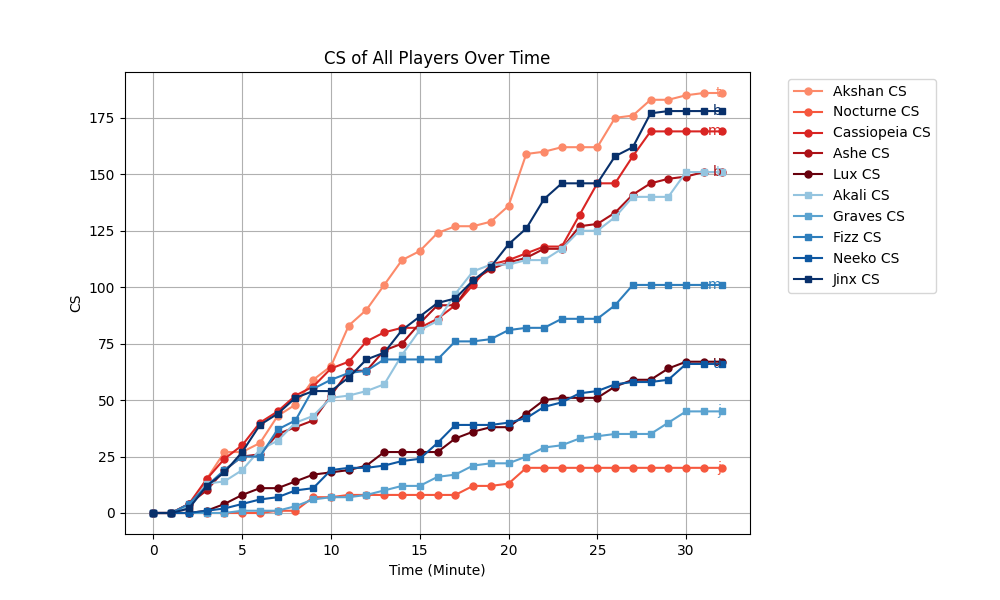 CS of All Players Over Time
CS
175
150
125
100
75
50
25
0
0 5 10 15 20 25 30
Time (Minute)
Akshan CS
Nocturne CS
Cassiopeia CS
Ashe CS
Lux CS
Akali CS
Graves CS
Fizz CS
Neeko CS
Jinx CS
b
m
b
m
j
j